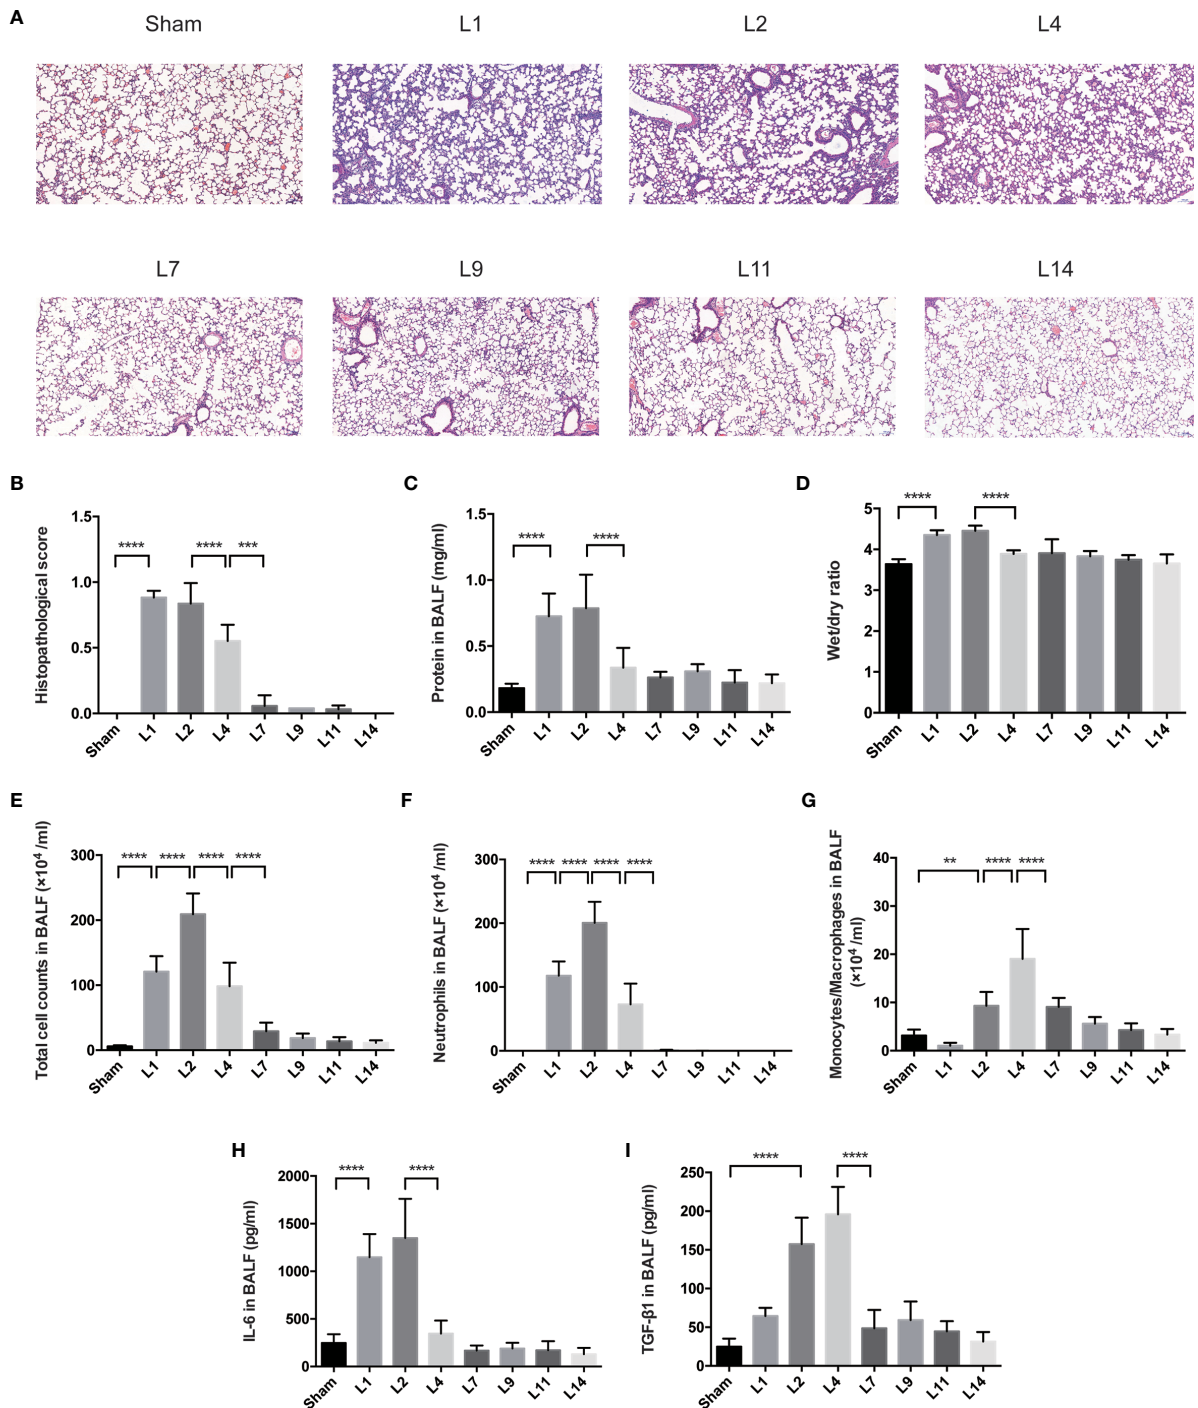 A
Sham L1 L2 L4
L7 L9 L11 L14
B
Histopathological score
1.5
1.0
0.5
0.0
**** **** ***
Sham L1 L2 L4 L7 L9 L11 L14
C
Protein in BALF (mg/ml)
1.5
1.0
0.5
0.0
**** ****
Sham L1 L2 L4 L7 L9 L11 L14
D
Wet/dry ratio
5
4
3
2
1
0
**** ****
Sham L1 L2 L4 L7 L9 L11 L14
E
Total cell counts in BALF (×10⁴ /ml)
300
200
100
0
**** **** **** ****
Sham L1 L2 L4 L7 L9 L11 L14
F
Neutrophils in BALF (×10⁴ /ml)
300
200
100
0
**** **** **** ****
Sham L1 L2 L4 L7 L9 L11 L14
G
Monocytes/Macrophages in BALF
(×10⁴ /ml)
40
30
20
10
0
** **** ****
Sham L1 L2 L4 L7 L9 L11 L14
H
IL-6 in BALF (pg/ml)
2000
1500
1000
500
0
**** ****
Sham L1 L2 L4 L7 L9 L11 L14
I
TGF-β1 in BALF (pg/ml)
250
200
150
100
50
0
**** ****
Sham L1 L2 L4 L7 L9 L11 L14